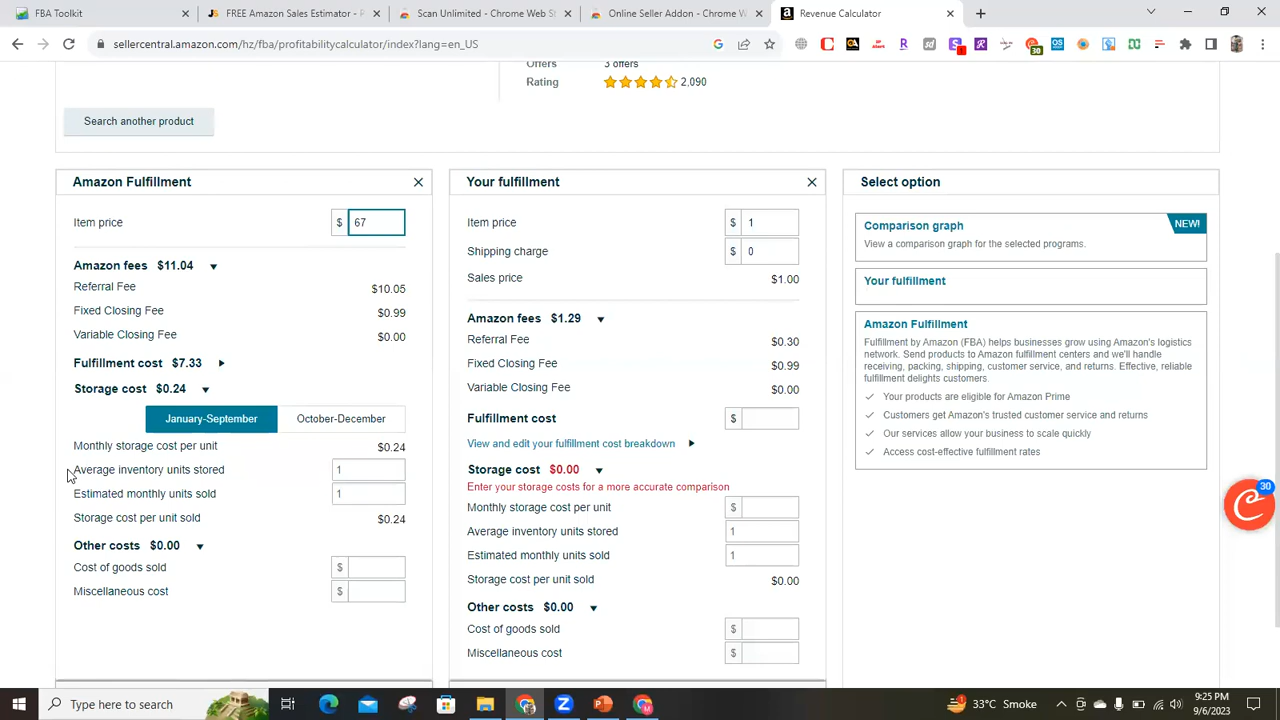 FBA Toolkit
FREE Amazon Sales Estimator -
Scan Unlimited - Chrome Web S
Online Seller Addon - Chrome W
Revenue Calculator
sellercentral.amazon.com/hz/fba/profitabilitycalculator/index?lang=en_US
Offers 3 offers
Rating 2,090
Search another product
Amazon Fulfillment
Item price $ 67
Amazon fees $11.04
Referral Fee $10.05
Fixed Closing Fee $0.99
Variable Closing Fee $0.00
Fulfillment cost $7.33
Storage cost $0.24
January-September October-December
Monthly storage cost per unit $0.24
Average inventory units stored 1
Estimated monthly units sold 1
Storage cost per unit sold $0.24
Other costs $0.00
Cost of goods sold $
Miscellaneous cost $
Your fulfillment
Item price $ 1
Shipping charge $ 0
Sales price $1.00
Amazon fees $1.29
Referral Fee $0.30
Fixed Closing Fee $0.99
Variable Closing Fee $0.00
Fulfillment cost $
View and edit your fulfillment cost breakdown
Storage cost $0.00
Enter your storage costs for a more accurate comparison
Monthly storage cost per unit $
Average inventory units stored 1
Estimated monthly units sold 1
Storage cost per unit sold $0.00
Other costs $0.00
Cost of goods sold $
Miscellaneous cost $
Select option
Comparison graph NEW!
View a comparison graph for the selected programs.
Your fulfillment
Amazon Fulfillment
Fulfillment by Amazon (FBA) helps businesses grow using Amazon's logistics
network. Send products to Amazon fulfillment centers and we'll handle
receiving, packing, shipping, customer service, and returns. Effective, reliable
fulfillment delights customers.
Your products are eligible for Amazon Prime
Customers get Amazon's trusted customer service and returns
Our services allow your business to scale quickly
Access cost-effective fulfillment rates
30
Type here to search
33°C Smoke
9:25 PM
9/6/2023